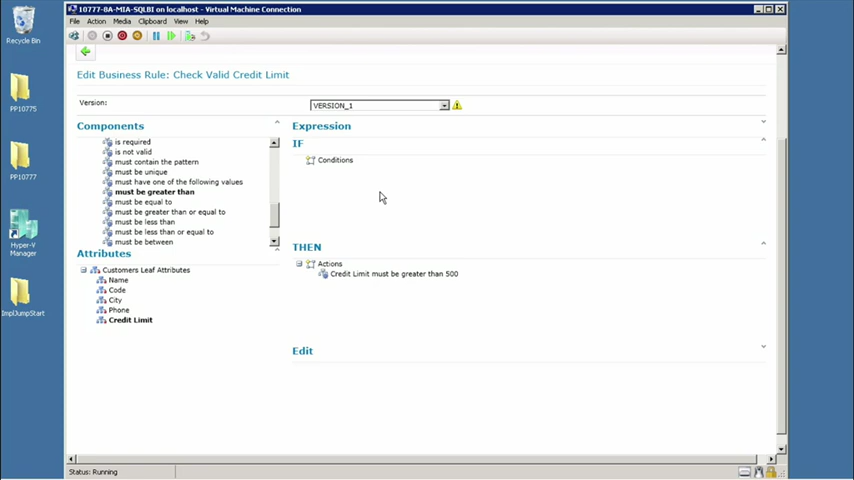 Recycle Bin
PP10775
PP10777
Hyper-V
Manager
ImplJumpStart
10777-8A-MIA-SQLBI on localhost - Virtual Machine Connection
File Action Media Clipboard View Help
Edit Business Rule: Check Valid Credit Limit
Version:
VERSION_1
Components
is required
is not valid
must contain the pattern
must be unique
must have one of the following values
must be greater than
must be equal to
must be greater than or equal to
must be less than
must be less than or equal to
must be between
Attributes
Customers Leaf Attributes
Name
Code
City
Phone
Credit Limit
Expression
IF
Conditions
THEN
Actions
Credit Limit must be greater than 500
Edit
Status: Running